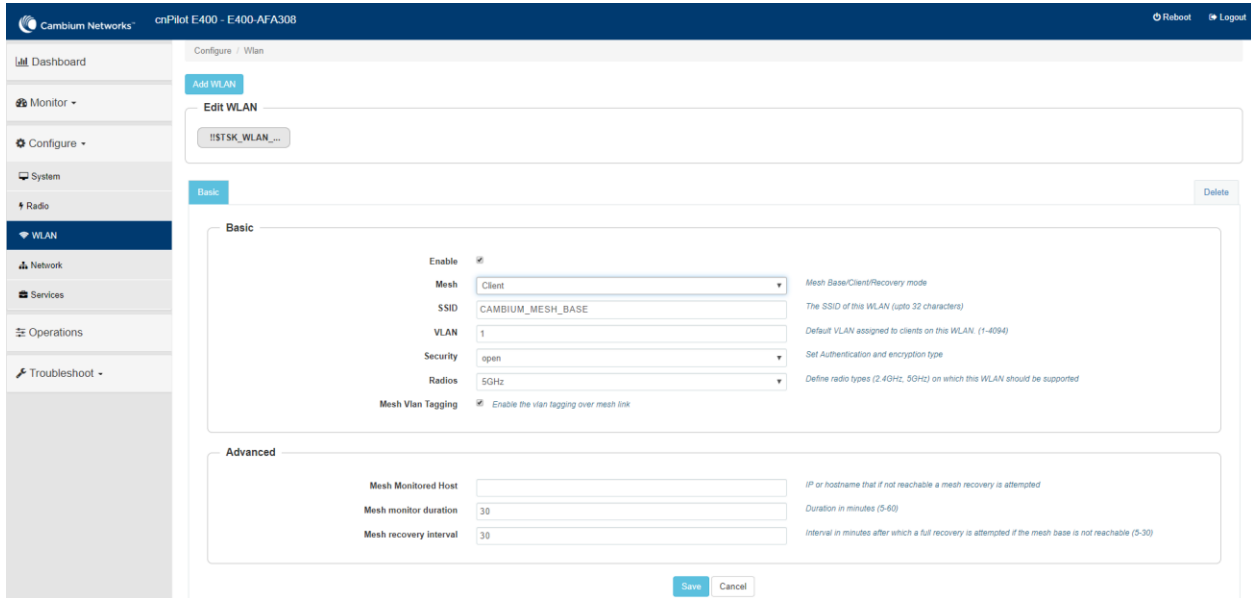 Cambium Networks™ cnPilot E400 - E400-AFA308 Reboot Logout
Dashboard
Monitor
Configure
System
Radio
WLAN
Network
Services
Operations
Troubleshoot
Configure / Wlan
Add WLAN
Edit WLAN
!!$TSK_WLAN_...
Basic Delete
Basic
Enable
Mesh Client Mesh Base/Client/Recovery mode
SSID CAMBIUM_MESH_BASE The SSID of this WLAN (upto 32 characters)
VLAN 1 Default VLAN assigned to clients on this WLAN. (1-4094)
Security open Set Authentication and encryption type
Radios 5GHz Define radio types (2.4GHz, 5GHz) on which this WLAN should be supported
Mesh Vlan Tagging Enable the vlan tagging over mesh link
Advanced
Mesh Monitored Host IP or hostname that if not reachable a mesh recovery is attempted
Mesh monitor duration 30 Duration in minutes (5-60)
Mesh recovery interval 30 Interval in minutes after which a full recovery is attempted if the mesh base is not reachable (5-30)
Save Cancel